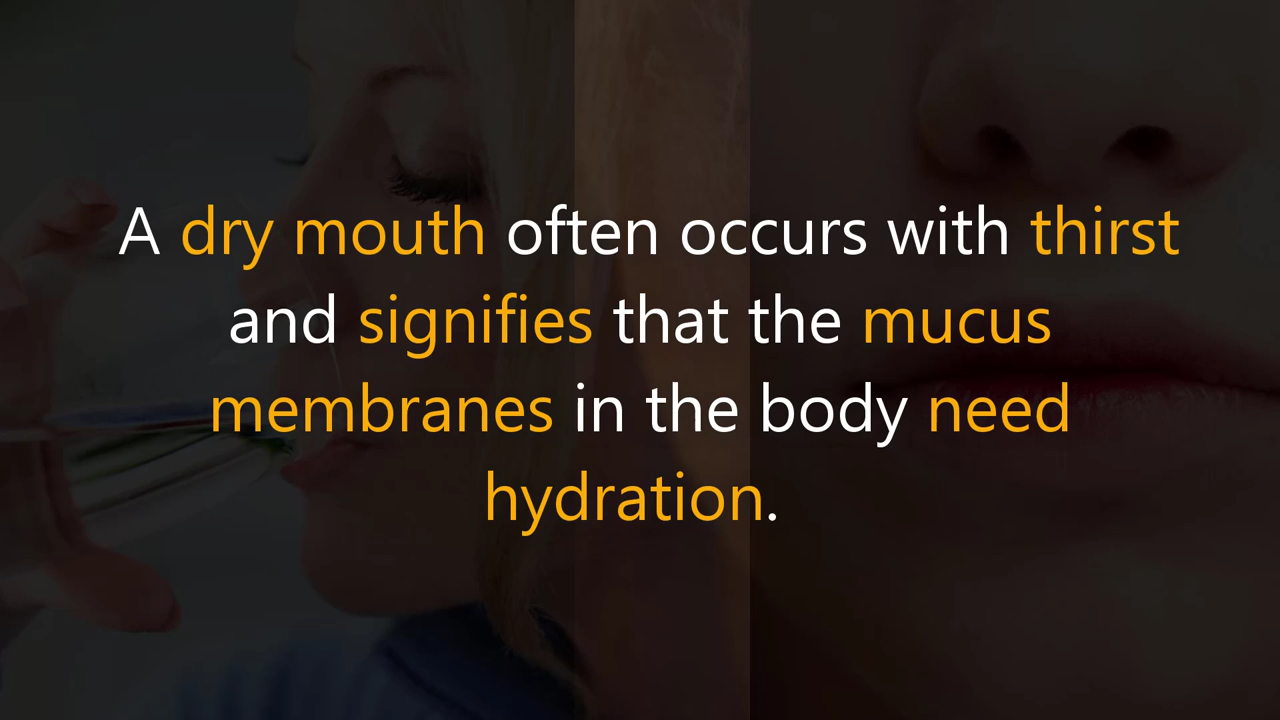 A dry mouth often occurs with thirst
and signifies that the mucus
membranes in the body need
hydration.